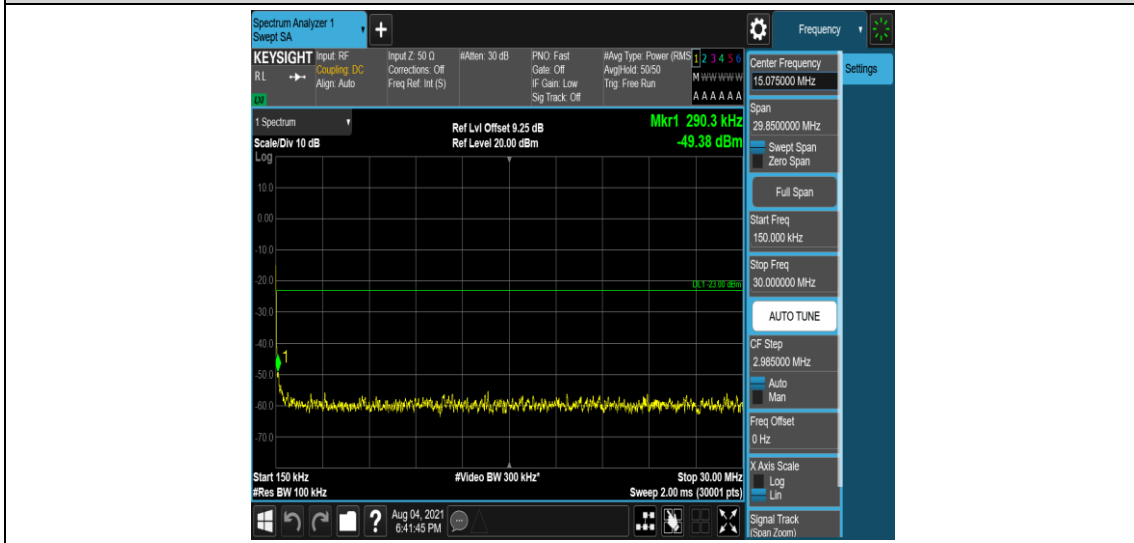 Spectrum Analyzer 1
Swept SA
+
Frequency
KEYSIGHT
Input: RF
Input Z: 50 Ω
#Atten: 30 dB
PNO: Fast
#Avg Type: Power (RMS
1 2 3 4 5 6
R L
Coupling: DC
Corrections: Off
Gate: Off
Avg|Hold: 50/50
M W W W W W
Align: Auto
Freq Ref: Int (S)
IF Gain: Low
Trig: Free Run
Sig Track: Off
A A A A A A
LXI
1 Spectrum
Ref Lvl Offset 9.25 dB
Mkr1 290.3 kHz
Scale/Div 10 dB
Ref Level 20.00 dBm
-49.38 dBm
Log
10.0
0.00
-10.0
-20.0
DL1 -23.00 dBm
-30.0
-40.0
1
-50.0
-60.0
-70.0
Start 150 kHz
#Video BW 300 kHz*
Stop 30.00 MHz
#Res BW 100 kHz
Sweep 2.00 ms (30001 pts)
?
Aug 04, 2021
6:41:45 PM
Center Frequency
15.075000 MHz
Settings
Span
29.8500000 MHz
Swept Span
Zero Span
Full Span
Start Freq
150.000 kHz
Stop Freq
30.000000 MHz
AUTO TUNE
CF Step
2.985000 MHz
Auto
Man
Freq Offset
0 Hz
X Axis Scale
Log
Lin
Signal Track
(Span Zoom)